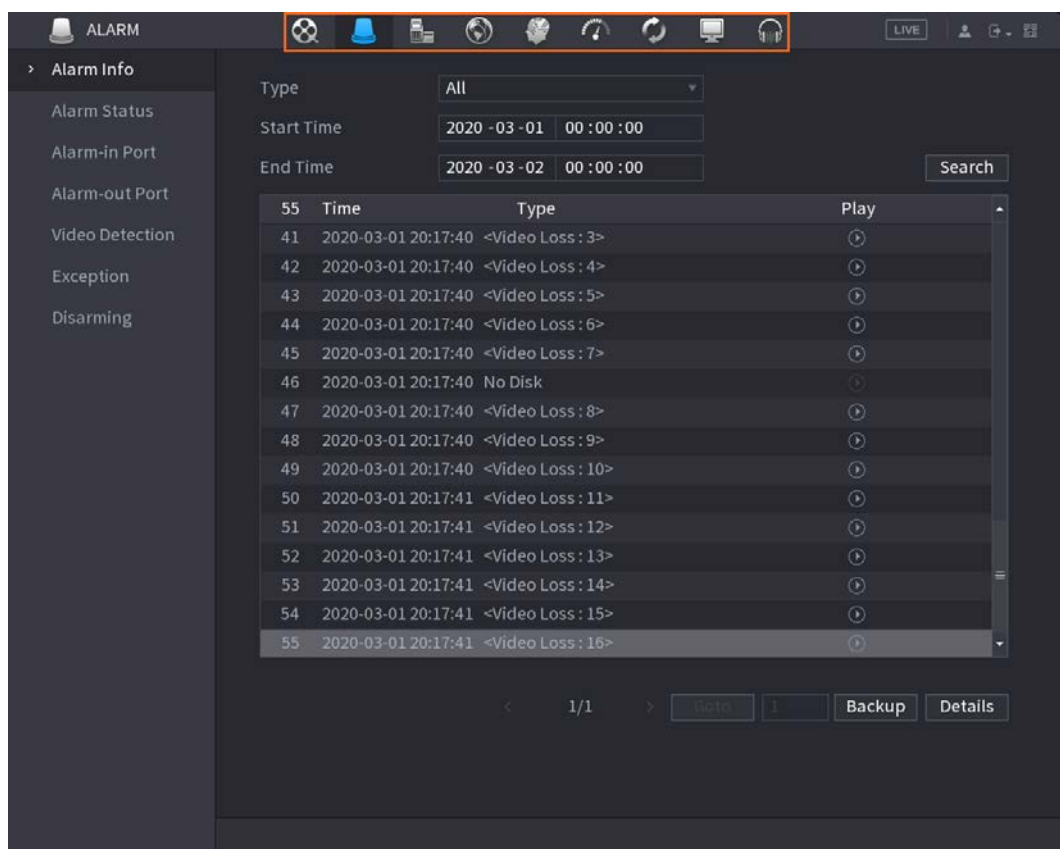 ALARM
LIVE
Alarm Info
Alarm Status
Alarm-in Port
Alarm-out Port
Video Detection
Exception
Disarming
Type All
Start Time 2020 -03 -01 00 : 00 : 00
End Time 2020 -03 -02 00 : 00 : 00
Search
55 Time Type Play
41 2020-03-01 20:17:40 <Video Loss : 3>
42 2020-03-01 20:17:40 <Video Loss : 4>
43 2020-03-01 20:17:40 <Video Loss : 5>
44 2020-03-01 20:17:40 <Video Loss : 6>
45 2020-03-01 20:17:40 <Video Loss : 7>
46 2020-03-01 20:17:40 No Disk
47 2020-03-01 20:17:40 <Video Loss : 8>
48 2020-03-01 20:17:40 <Video Loss : 9>
49 2020-03-01 20:17:40 <Video Loss : 10>
50 2020-03-01 20:17:41 <Video Loss : 11>
51 2020-03-01 20:17:41 <Video Loss : 12>
52 2020-03-01 20:17:41 <Video Loss : 13>
53 2020-03-01 20:17:41 <Video Loss : 14>
54 2020-03-01 20:17:41 <Video Loss : 15>
55 2020-03-01 20:17:41 <Video Loss : 16>
< 1/1 > Goto 1 Backup Details